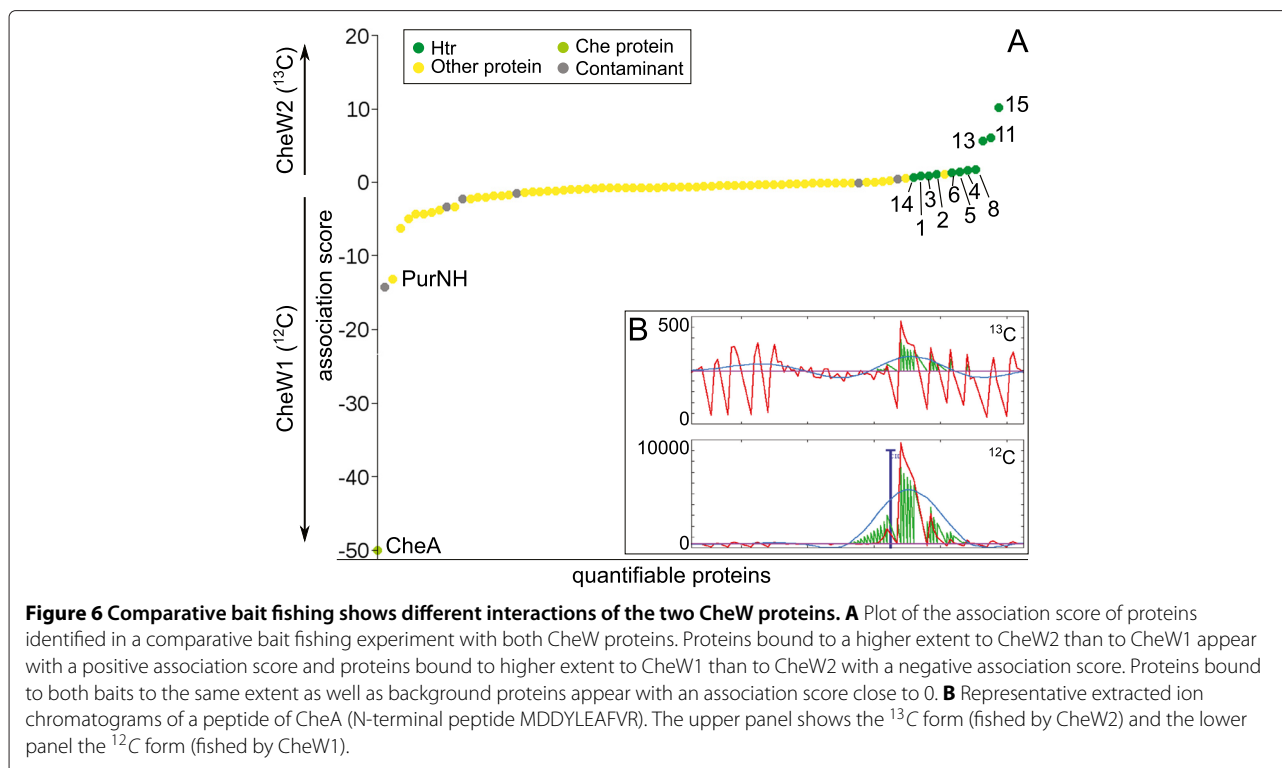 A
20
10
0
-10
-20
-30
-40
-50
CheW2 (¹³C)
CheW1 (¹²C)
association score
Htr
Che protein
Other protein
Contaminant
15
13
11
14
1
3
2
6
5
4
8
PurNH
CheA
B
500
0
¹³C
10000
0
¹²C
quantifiable proteins
Figure 6 Comparative bait fishing shows different interactions of the two CheW proteins. A Plot of the association score of proteins
identified in a comparative bait fishing experiment with both CheW proteins. Proteins bound to a higher extent to CheW2 than to CheW1 appear
with a positive association score and proteins bound to higher extent to CheW1 than to CheW2 with a negative association score. Proteins bound
to both baits to the same extent as well as background proteins appear with an association score close to 0. B Representative extracted ion
chromatograms of a peptide of CheA (N-terminal peptide MDDYLEAFVR). The upper panel shows the ¹³C form (fished by CheW2) and the lower
panel the ¹²C form (fished by CheW1).